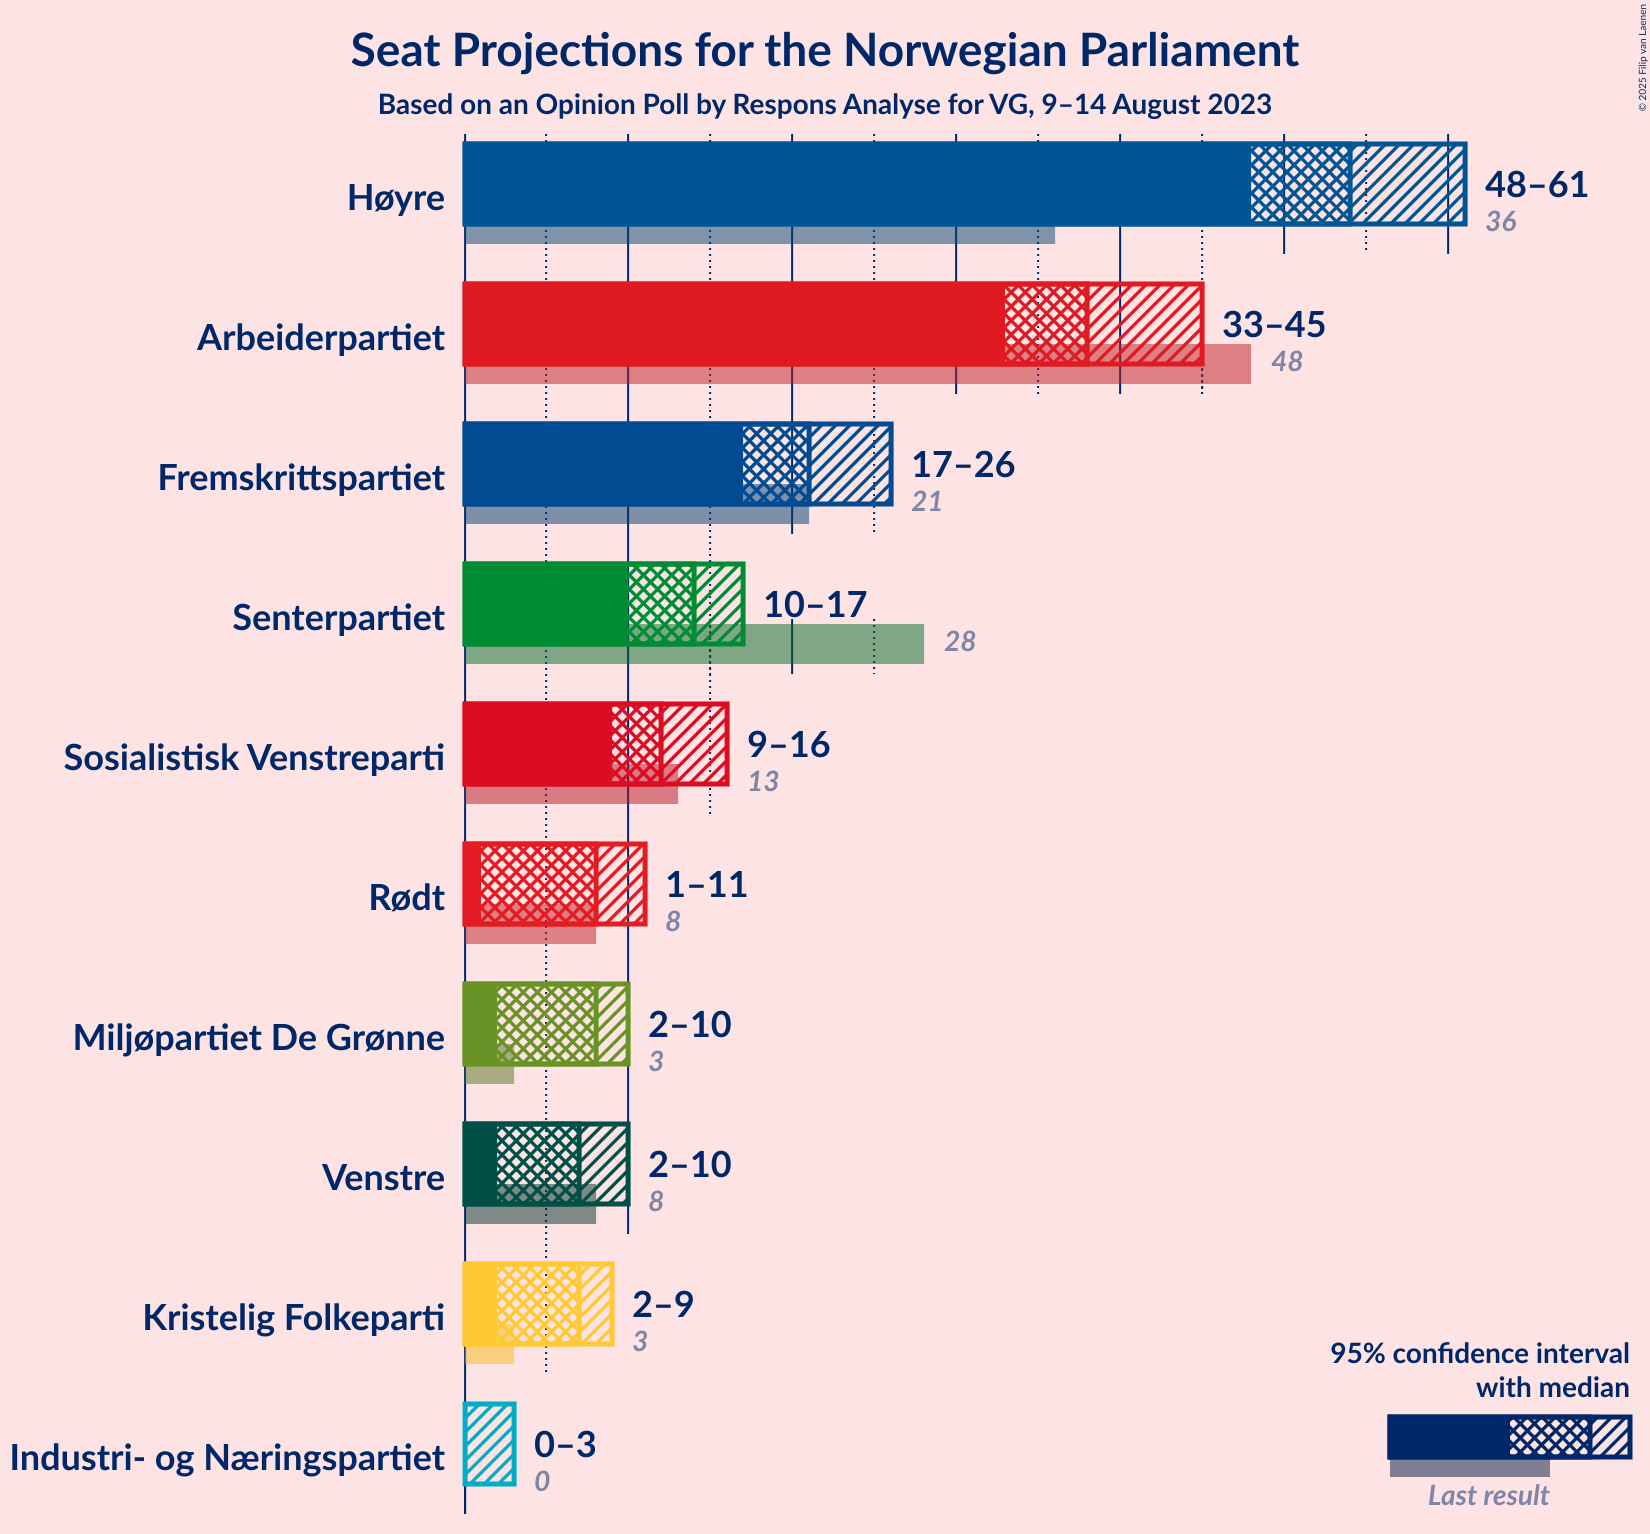 Seat Projections for the Norwegian Parliament
Based on an Opinion Poll by Respons Analyse for VG, 9–14 August 2023
© 2025 Filip van Laenen
Høyre
48–61
36
Arbeiderpartiet
33–45
48
Fremskrittspartiet
17–26
21
Senterpartiet
10–17
28
Sosialistisk Venstreparti
9–16
13
Rødt
1–11
8
Miljøpartiet De Grønne
2–10
3
Venstre
2–10
8
Kristelig Folkeparti
2–9
3
Industri- og Næringspartiet
0–3
0
95% confidence interval
with median
Last result